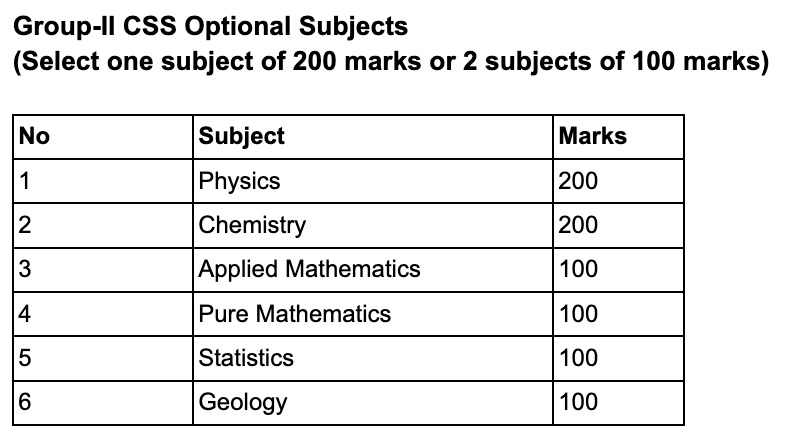 Group-II CSS Optional Subjects
(Select one subject of 200 marks or 2 subjects of 100 marks)
No Subject Marks
1 Physics 200
2 Chemistry 200
3 Applied Mathematics 100
4 Pure Mathematics 100
5 Statistics 100
6 Geology 100